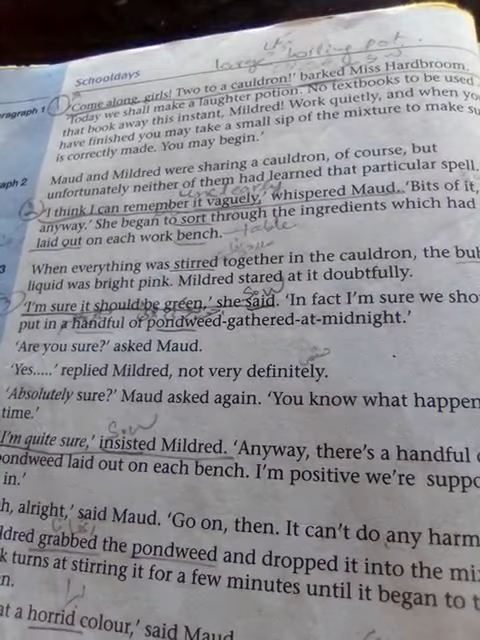 large boiling pot
Schooldays
ragraph 1 1 'Come along, girls! Two to a cauldron!' barked Miss Hardbroom.
'Today we shall make a laughter potion. No textbooks to be used
that book away this instant, Mildred! Work quietly, and when yo
have finished you may take a small sip of the mixture to make su
is correctly made. You may begin.'
aph 2 Maud and Mildred were sharing a cauldron, of course, but
unfortunately neither of them had learned that particular spell.
unclearly
2 'I think I can remember it vaguely,' whispered Maud. 'Bits of it,
anyway.' She began to sort through the ingredients which had
laid out on each work bench. table
3 When everything was stirred together in the cauldron, the bub
liquid was bright pink. Mildred stared at it doubtfully.
3 'I'm sure it should be green,' she said. 'In fact I'm sure we sho
put in a handful of pondweed-gathered-at-midnight.'
'Are you sure?' asked Maud.
'Yes.....' replied Mildred, not very definitely.
'Absolutely sure?' Maud asked again. 'You know what happen
time.'
I'm quite sure,' insisted Mildred. 'Anyway, there's a handful
pondweed laid out on each bench. I'm positive we're suppo
in.'
h, alright,' said Maud. 'Go on, then. It can't do any harm
ldred grabbed the pondweed and dropped it into the mix
k turns at stirring it for a few minutes until it began to t
n.
at a horrid colour,' said Maud